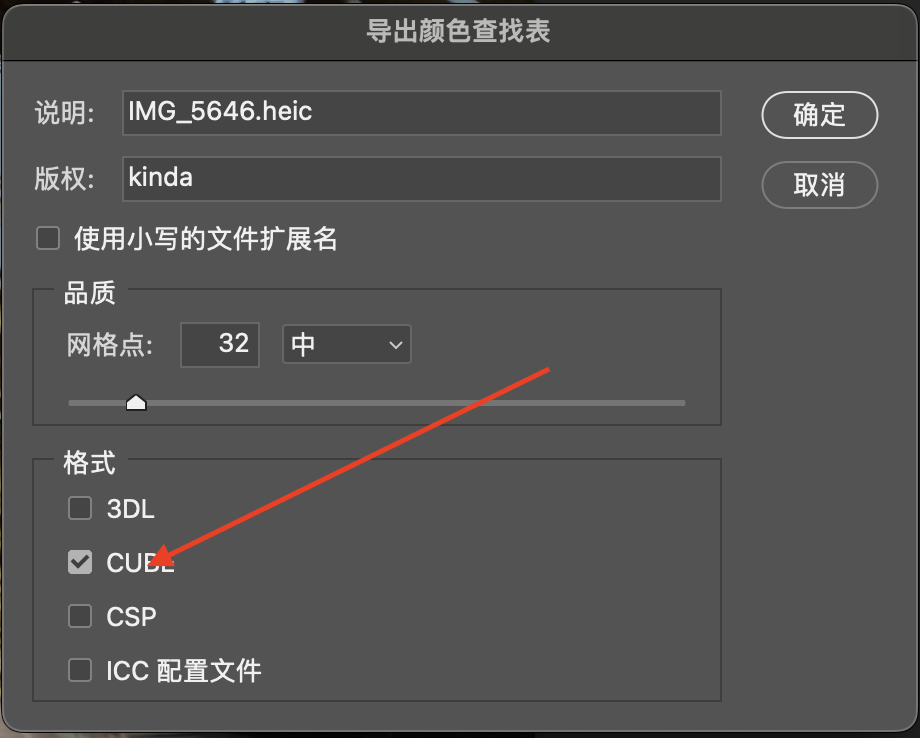 导出颜色查找表
说明: IMG_5646.heic 确定
版权: kinda 取消
使用小写的文件扩展名
品质
网格点: 32 中
格式
3DL
CUBE
CSP
ICC 配置文件